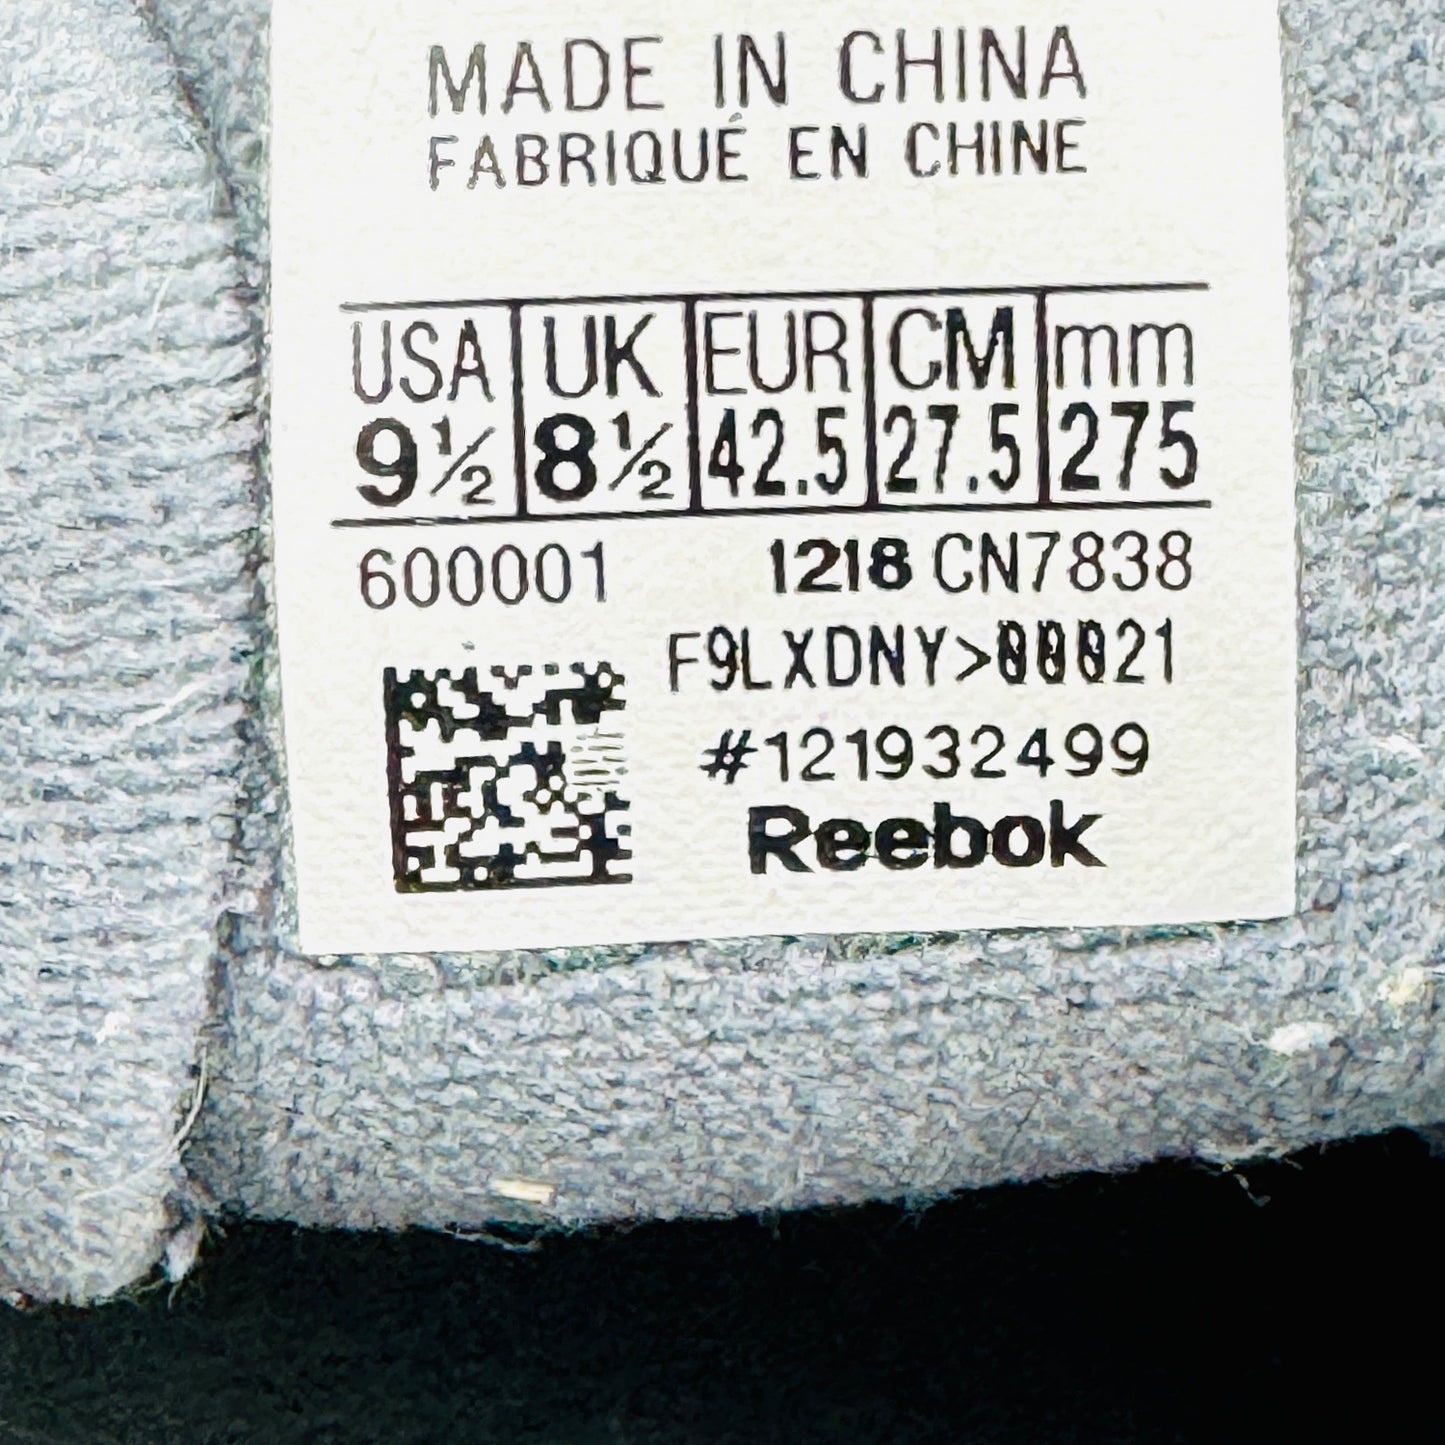 MADE IN CHINA
FABRIQUÉ EN CHINE
USA UK EUR CM mm
9½ 8½ 42.5 27.5 275
600001 1218 CN7838
F9LXDNY>00021
#121932499
Reebok